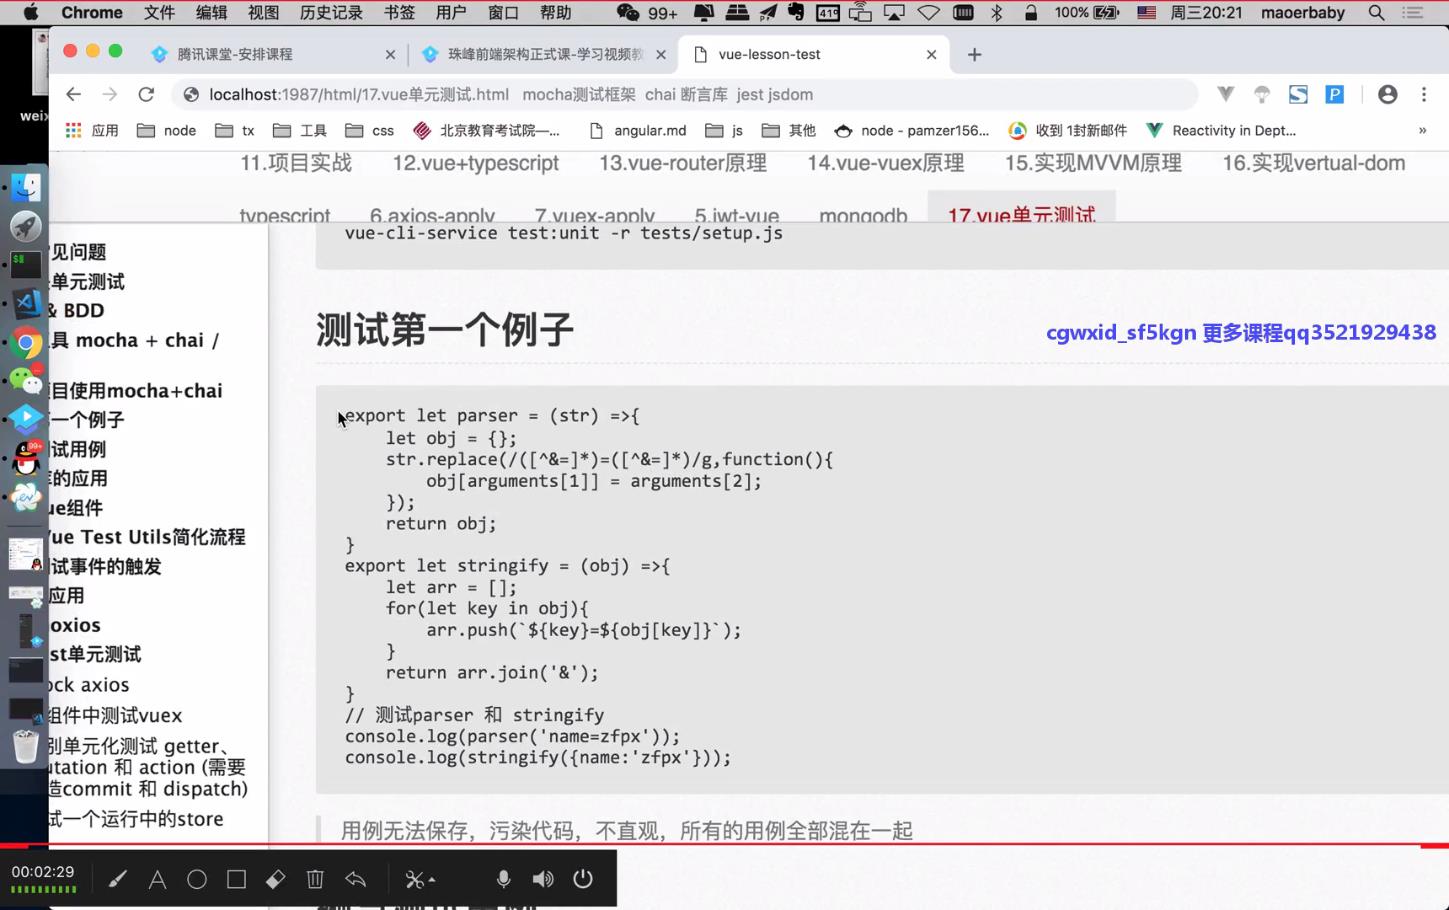 Chrome 文件 编辑 视图 历史记录 书签 用户 窗口 帮助 99+ 419 100% 周三20:21 maoerbaby
腾讯课堂-安排课程 珠峰前端架构正式课-学习视频教 vue-lesson-test
localhost:1987/html/17.vue单元测试.html mocha测试框架 chai 断言库 jest jsdom
应用 node tx 工具 css 北京教育考试院—... angular.md js 其他 node - pamzer156... 收到 1封新邮件 Reactivity in Dept... »
weix
11.项目实战 12.vue+typescript 13.vue-router原理 14.vue-vuex原理 15.实现MVVM原理 16.实现vertual-dom
typescript 6.axios-apply 7.vuex-apply 5.jwt-vue mongodb 17.vue单元测试
见问题
单元测试
& BDD
具 mocha + chai /
目使用mocha+chai
一个例子
试用例
的应用
ue组件
Vue Test Utils简化流程
试事件的触发
应用
oxios
st单元测试
ock axios
组件中测试vuex
别单元化测试 getter、
utation 和 action (需要
造commit 和 dispatch)
试一个运行中的store
vue-cli-service test:unit -r tests/setup.js
测试第一个例子
cgwxid_sf5kgn 更多课程qq3521929438
export let parser = (str) =>{
let obj = {};
str.replace(/([^&=]*)=([^&=]*)/g,function(){
obj[arguments[1]] = arguments[2];
});
return obj;
}
export let stringify = (obj) =>{
let arr = [];
for(let key in obj){
arr.push(`${key}=${obj[key]}`);
}
return arr.join('&');
}
// 测试parser 和 stringify
console.log(parser('name=zfpx'));
console.log(stringify({name:'zfpx'}));
用例无法保存，污染代码，不直观，所有的用例全部混在一起
00:02:29